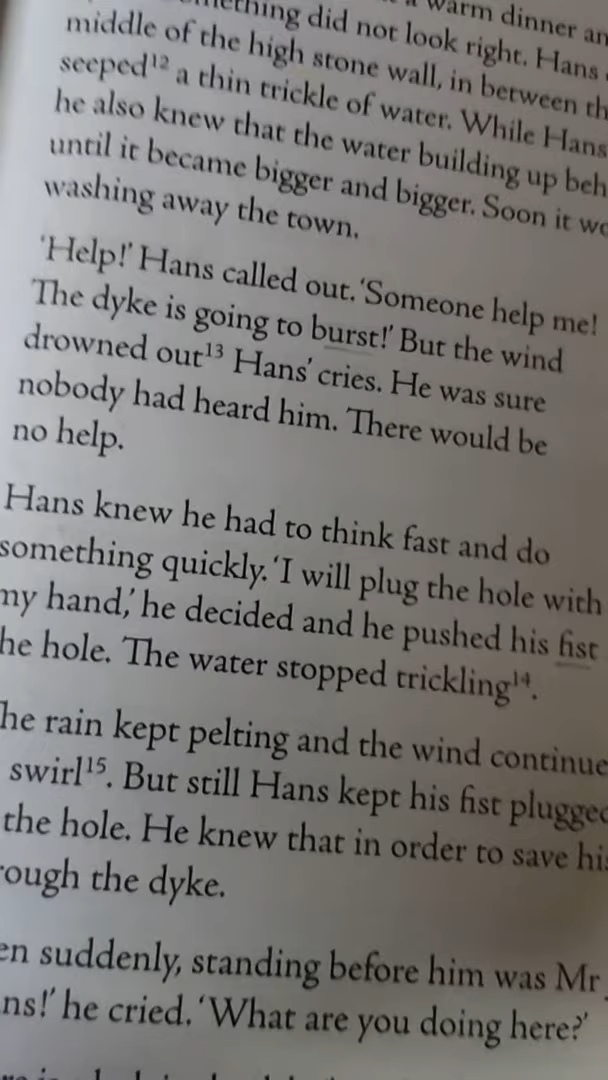 warm dinner an
something did not look right. Hans
middle of the high stone wall, in between th
seeped¹² a thin trickle of water. While Hans
he also knew that the water building up beh
until it became bigger and bigger. Soon it wo
washing away the town.
'Help!' Hans called out. 'Someone help me!
The dyke is going to burst!' But the wind
drowned out¹³ Hans' cries. He was sure
nobody had heard him. There would be
no help.
Hans knew he had to think fast and do
something quickly. 'I will plug the hole with
my hand,' he decided and he pushed his fist
he hole. The water stopped trickling¹⁴.
he rain kept pelting and the wind continue
swirl¹⁵. But still Hans kept his fist plugged
the hole. He knew that in order to save his
rough the dyke.
en suddenly, standing before him was Mr
ns!' he cried. 'What are you doing here?'